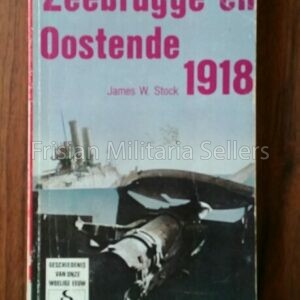 Zeebrugge en
Oostende
1918
James W. Stock
Frisian Militaria Sellers
GESCHIEDENIS
VAN ONZE
WOELIGE EEUW
S